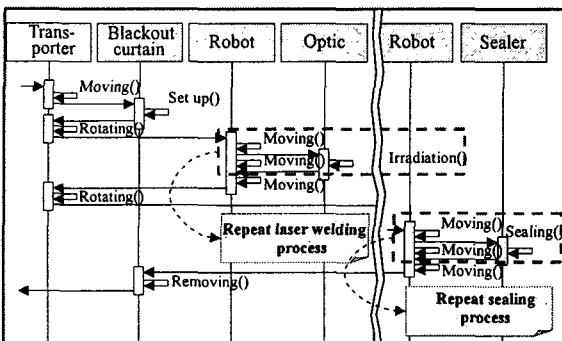 Trans-
porter
Blackout
curtain
Robot
Optic
Robot
Sealer
Moving()
Set up()
Rotating()
Moving()
Irradiation()
Moving()
Moving()
Rotating()
Repeat laser welding
process
Moving()
Sealing()
Moving()
Moving()
Removing()
Repeat sealing
process